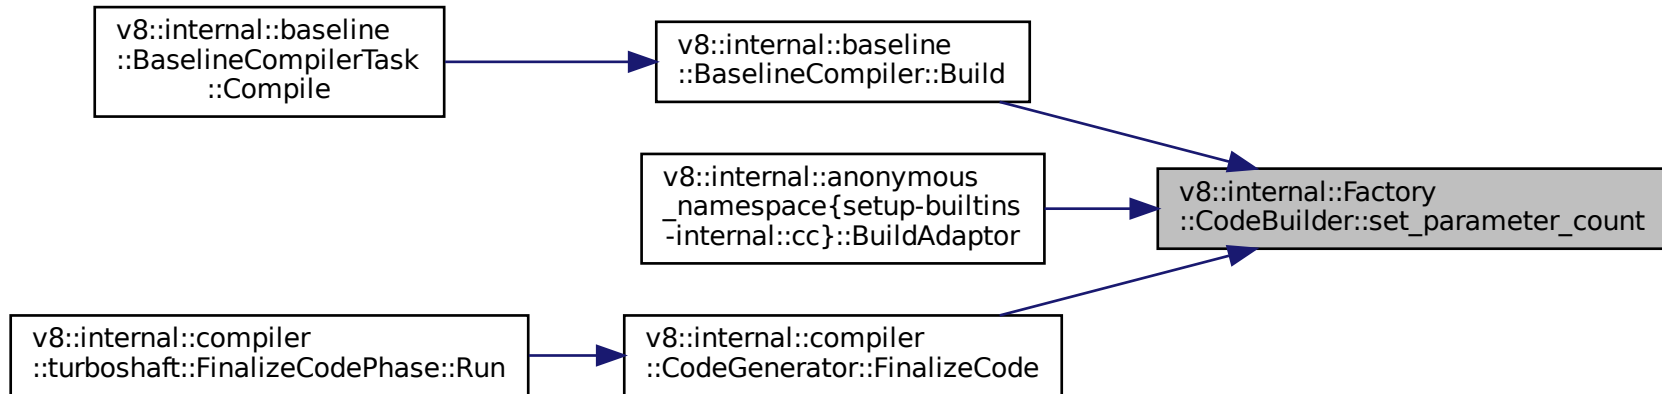 v8::internal::baseline
::BaselineCompilerTask
::Compile
v8::internal::baseline
::BaselineCompiler::Build
v8::internal::anonymous
_namespace{setup-builtins
-internal::cc}::BuildAdaptor
v8::internal::Factory
::CodeBuilder::set_parameter_count
v8::internal::compiler
::turboshaft::FinalizeCodePhase::Run
v8::internal::compiler
::CodeGenerator::FinalizeCode